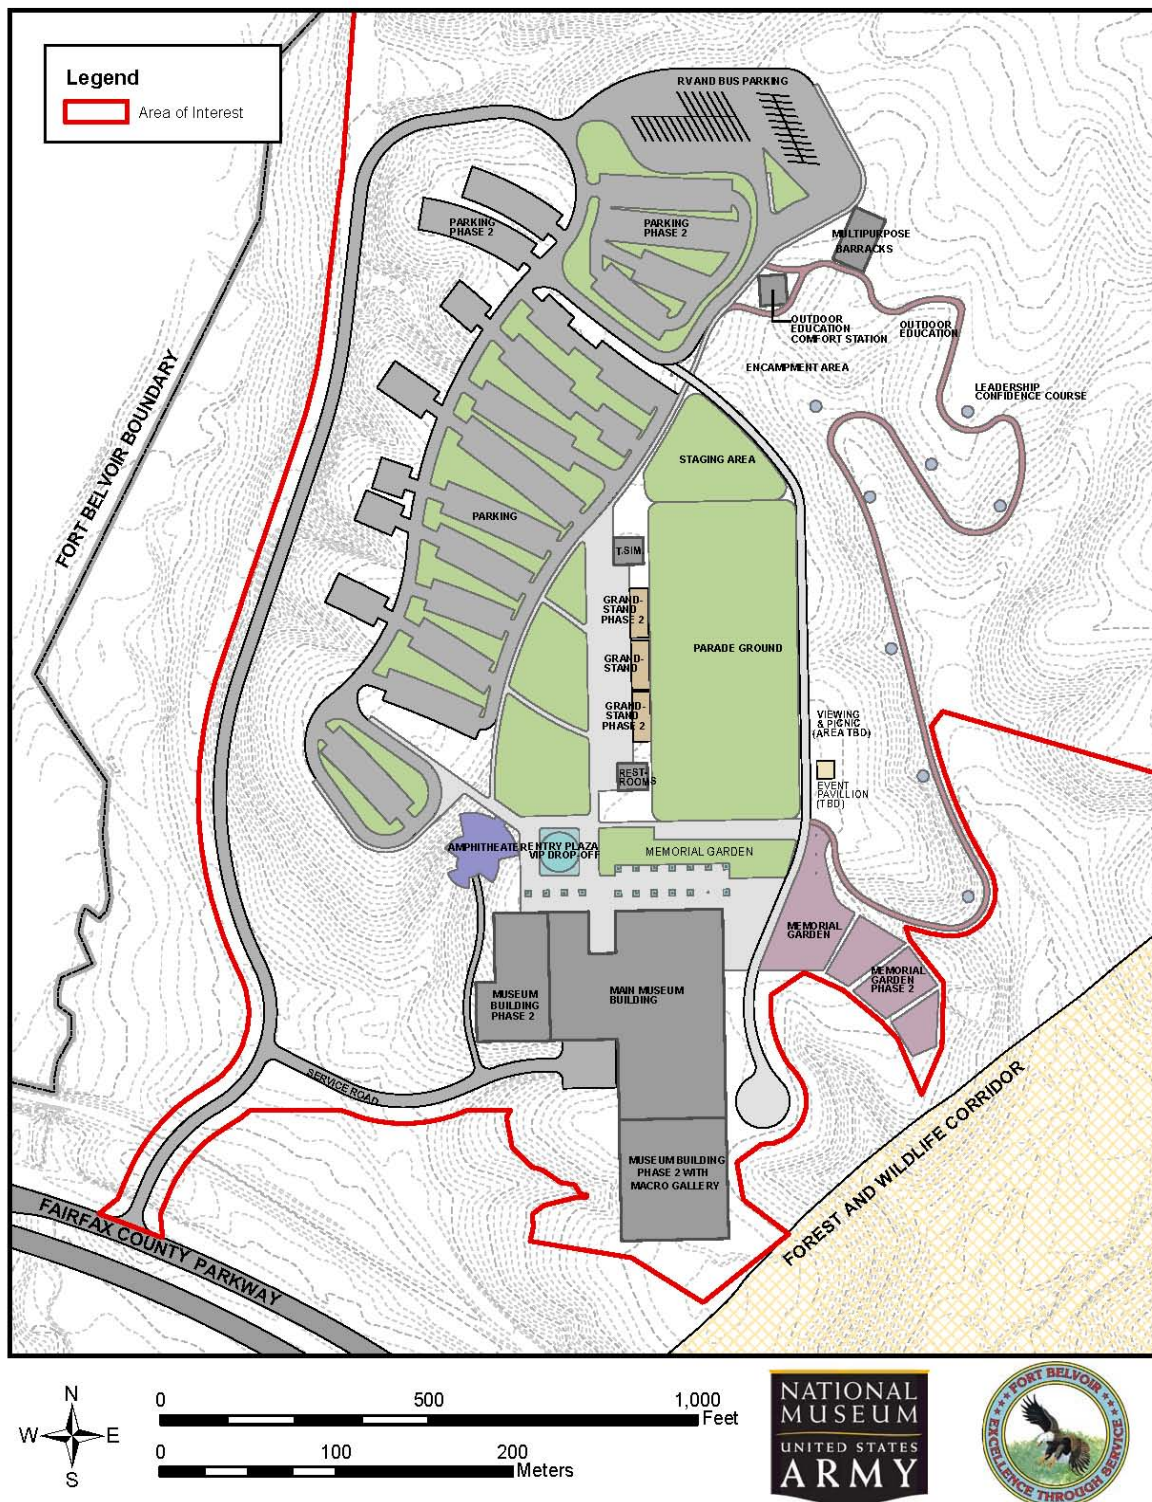 Legend
Area of Interest
RV AND BUS PARKING
PARKING
PHASE 2
PARKING
PHASE 2
MULTIPURPOSE
BARRACKS
OUTDOOR
EDUCATION
COMFORT STATION
OUTDOOR
EDUCATION
ENCAMPMENT AREA
LEADERSHIP
CONFIDENCE COURSE
FORT BELVOIR BOUNDARY
STAGING AREA
PARKING
T.SIM.
GRAND-
STAND
PHASE 2
GRAND-
STAND
GRAND-
STAND
PHASE 2
PARADE GROUND
VIEWING
& PICNIC
(AREA TBD)
REST-
ROOMS
EVENT
PAVILLION
(TBD)
AMPHITHEATER
ENTRY PLAZA
VIP DROP-OFF
MEMORIAL GARDEN
MEMORIAL
GARDEN
MEMORIAL
GARDEN
PHASE 2
MUSEUM
BUILDING
PHASE 2
MAIN MUSEUM
BUILDING
SERVICE ROAD
MUSEUM BUILDING
PHASE 2 WITH
MACRO GALLERY
FOREST AND WILDLIFE CORRIDOR
FAIRFAX COUNTY PARKWAY
N
W E
S
0 500 1,000
Feet
0 100 200
Meters
NATIONAL
MUSEUM
UNITED STATES
ARMY
FORT BELVOIR
EXCELLENCE THROUGH SERVICE